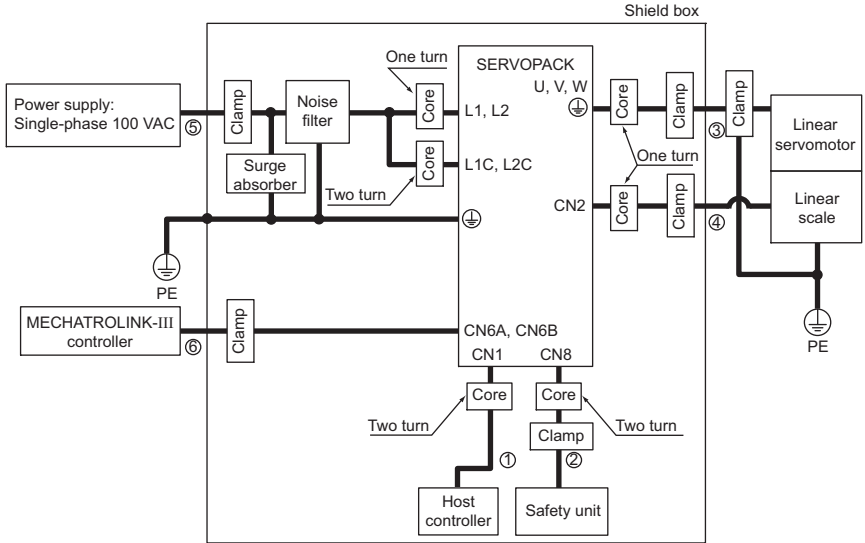 Shield box
One turn
SERVOPACK
U, V, W
Power supply:
Single-phase 100 VAC
⑤
Clamp
Noise
filter
Core
L1, L2
Core
Clamp
③
Clamp
Linear
servomotor
Surge
absorber
Core
L1C, L2C
Two turn
One turn
CN2
Core
Clamp
④
Linear
scale
PE
MECHATROLINK-III
controller
⑥
Clamp
CN6A, CN6B
CN1
CN8
PE
Two turn
Core
Core
Two turn
Clamp
①
②
Host
controller
Safety unit